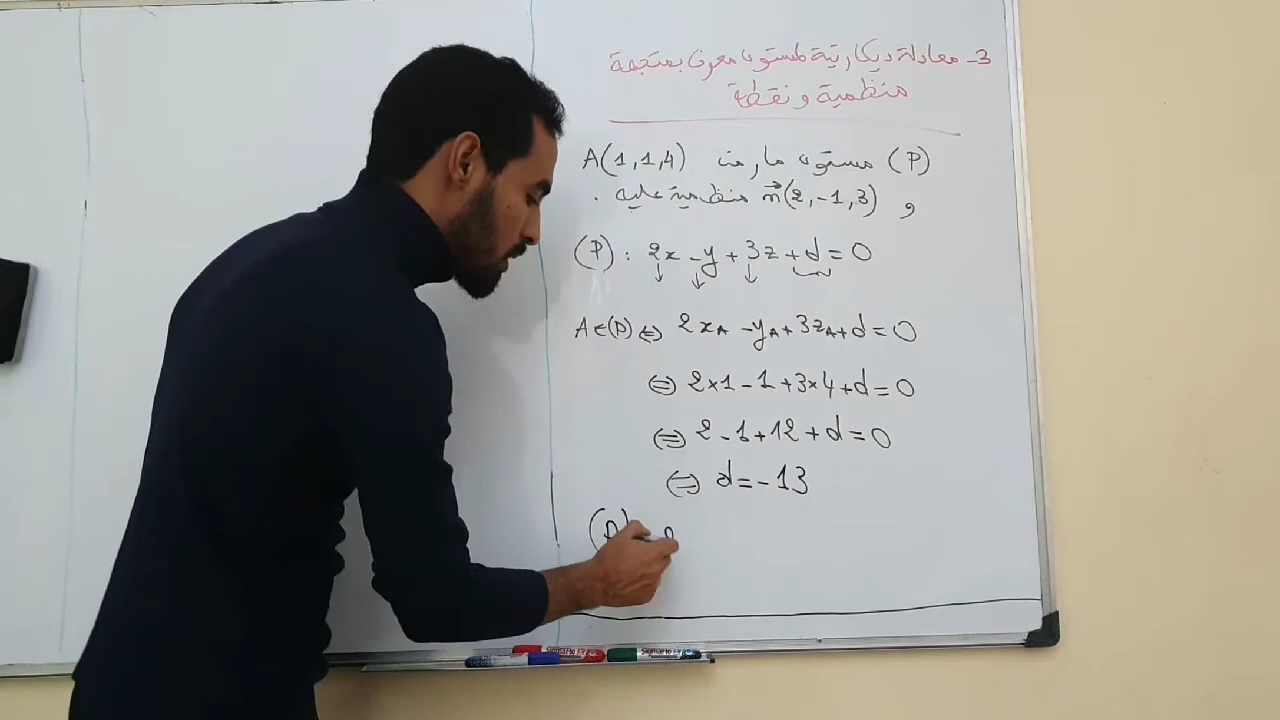 3- معادلة ديكارتية لمستوى معرف بمتجهة
منظمية و نقطة
(P) مستوى مار من A(1,1,4)
و n⃗(2,-1,3) منظمية عليه .
(P) : 2x - y + 3z + d = 0
A∈(P) ⇔ 2xA - yA + 3zA + d = 0
⇔ 2×1 - 1 + 3×4 + d = 0
⇔ 2 - 1 + 12 + d = 0
⇔ d = -13
(P)